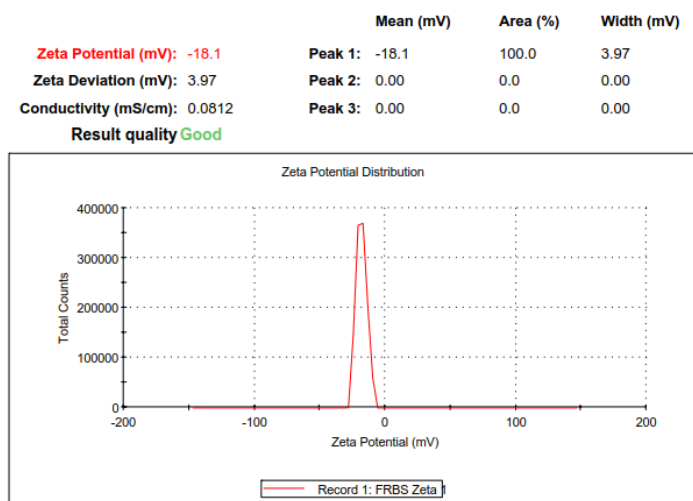 Mean (mV) Area (%) Width (mV)
Zeta Potential (mV): -18.1 Peak 1: -18.1 100.0 3.97
Zeta Deviation (mV): 3.97 Peak 2: 0.00 0.0 0.00
Conductivity (mS/cm): 0.0812 Peak 3: 0.00 0.0 0.00
Result quality Good
Zeta Potential Distribution
400000
300000
200000
100000
0
Total Counts
-200 -100 0 100 200
Zeta Potential (mV)
Record 1: FRBS Zeta 1